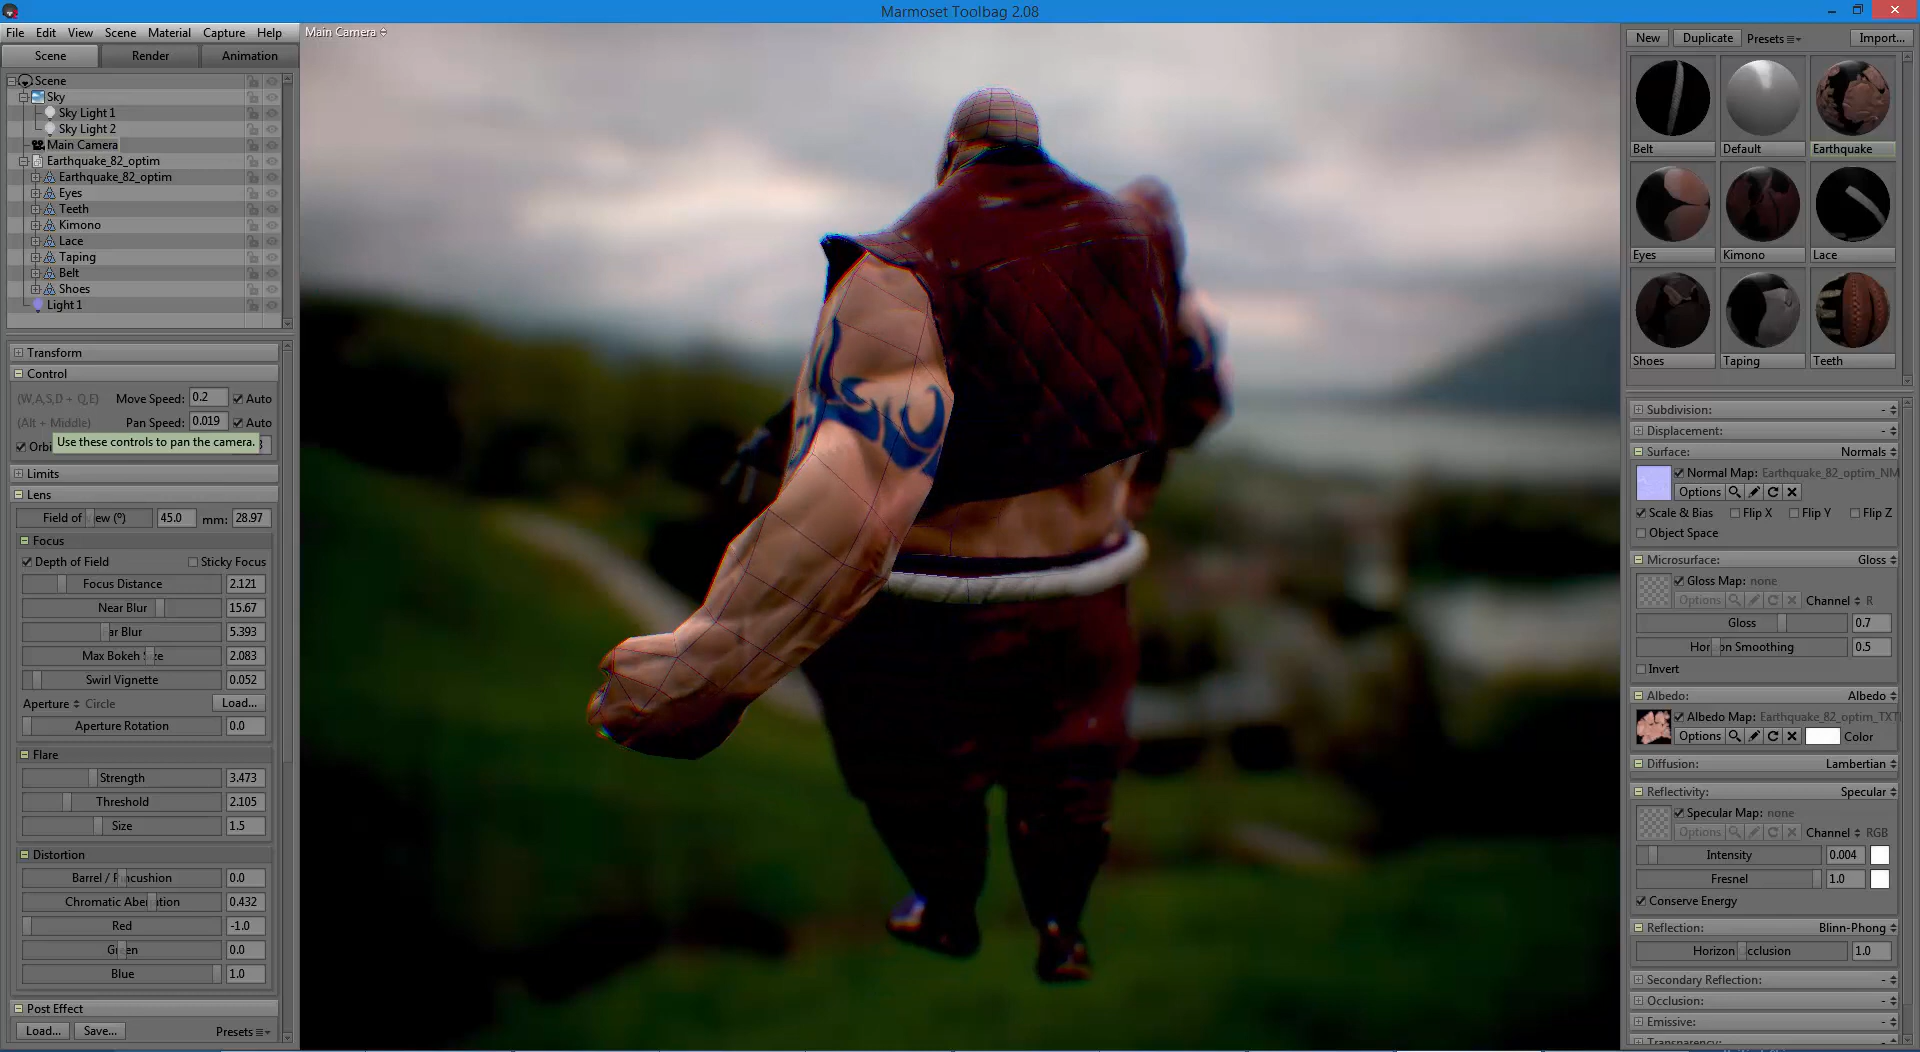 Marmoset Toolbag 2.08
File Edit View Scene Material Capture Help
Scene Render Animation
Scene
Sky
Sky Light 1
Sky Light 2
Main Camera
Earthquake_82_optim
Earthquake_82_optim
Eyes
Teeth
Kimono
Lace
Taping
Belt
Shoes
Light 1
Transform
Control
(W,A,S,D + Q,E) Move Speed: 0.2 Auto
(Alt + Middle) Pan Speed: 0.019 Auto
Use these controls to pan the camera.
Limits
Lens
45.0 mm: 28.97
Focus
Depth of Field Sticky Focus
Focus Distance 2.121
Near Blur 15.67
Blur 5.393
Max Bokeh 2.083
Swirl Vignette 0.052
Aperture Circle Load...
Aperture Rotation 0.0
Flare
Strength 3.473
Threshold 2.105
Size 1.5
Distortion
Barrel / 0.0
Chromatic 0.432
Red -1.0
0.0
Blue 1.0
Post Effect
Load... Save... Presets
Main Camera
New Duplicate Presets Import...
Belt Default Earthquake
Eyes Kimono Lace
Shoes Taping Teeth
Subdivision: -
Displacement: -
Surface: Normals
Normal Map: Earthquake_82_optim_NM
Options
Scale & Bias Flip X Flip Y Flip Z
Object Space
Microsurface: Gloss
Gloss Map: none
Options Channel R
Gloss 0.7
Smoothing 0.5
Invert
Albedo: Albedo
Albedo Map: Earthquake_82_optim_TXT
Options Color
Diffusion: Lambertian
Reflectivity: Specular
Specular Map: none
Options Channel RGB
Intensity 0.004
Fresnel 1.0
Conserve Energy
Reflection: Blinn-Phong
Horizon 1.0
Secondary Reflection: -
Occlusion: -
Emissive: -
Transparency: